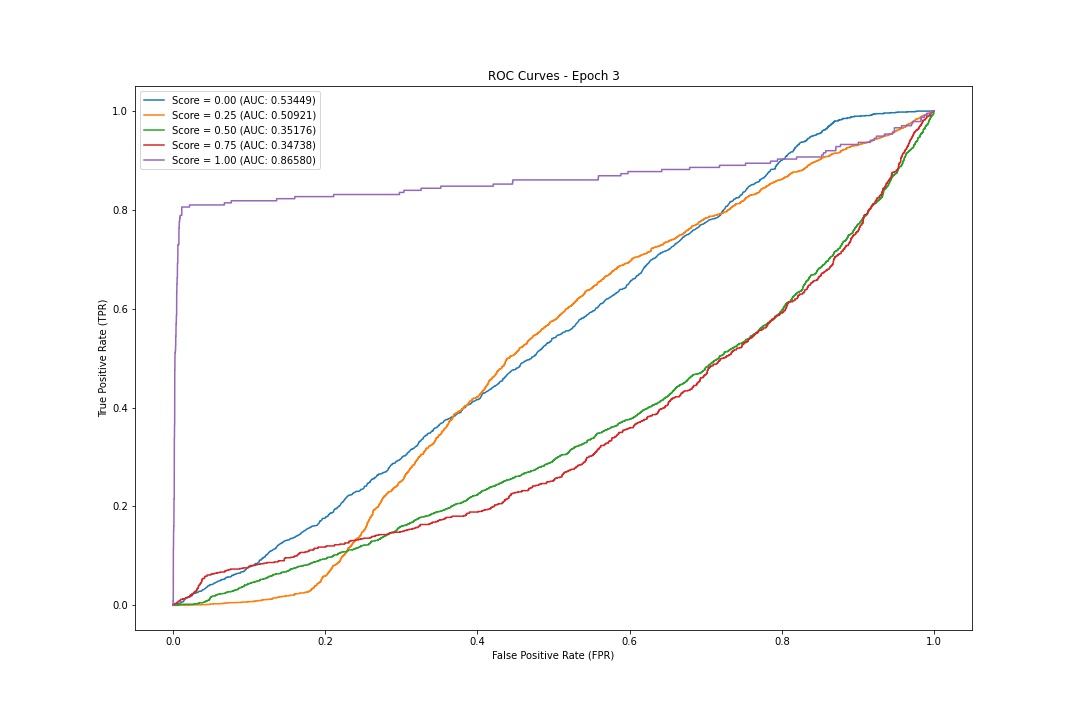 ROC Curves - Epoch 3
Score = 0.00 (AUC: 0.53449)
Score = 0.25 (AUC: 0.50921)
Score = 0.50 (AUC: 0.35176)
Score = 0.75 (AUC: 0.34738)
Score = 1.00 (AUC: 0.86580)
1.0
0.8
0.6
0.4
0.2
0.0
True Positive Rate (TPR)
0.0 0.2 0.4 0.6 0.8 1.0
False Positive Rate (FPR)